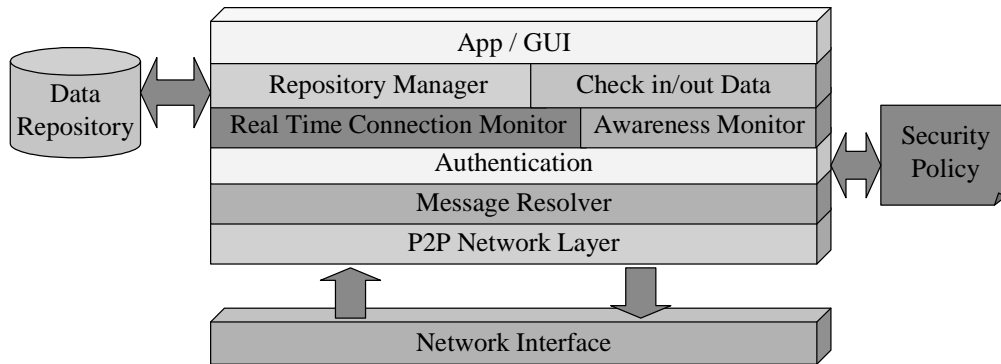 App / GUI
Repository Manager
Check in/out Data
Data
Repository
Real Time Connection Monitor
Awareness Monitor
Authentication
Security
Policy
Message Resolver
P2P Network Layer
Network Interface